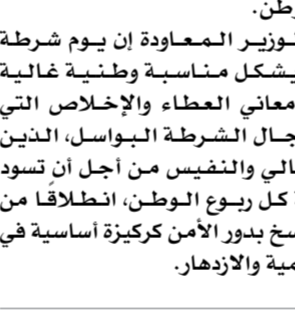 وطن.
لوزير المعاودة إن يوم شرطة
يشكل مناسبة وطنية غالية
معاني العطاء والإخلاص التي
جال الشرطة البواسل، الذين
الي والنفيس من أجل أن تسود
كل ربوع الوطن، انطلاقًا من
سخ بدور الأمن كركيزة أساسية في
مية والازدهار.